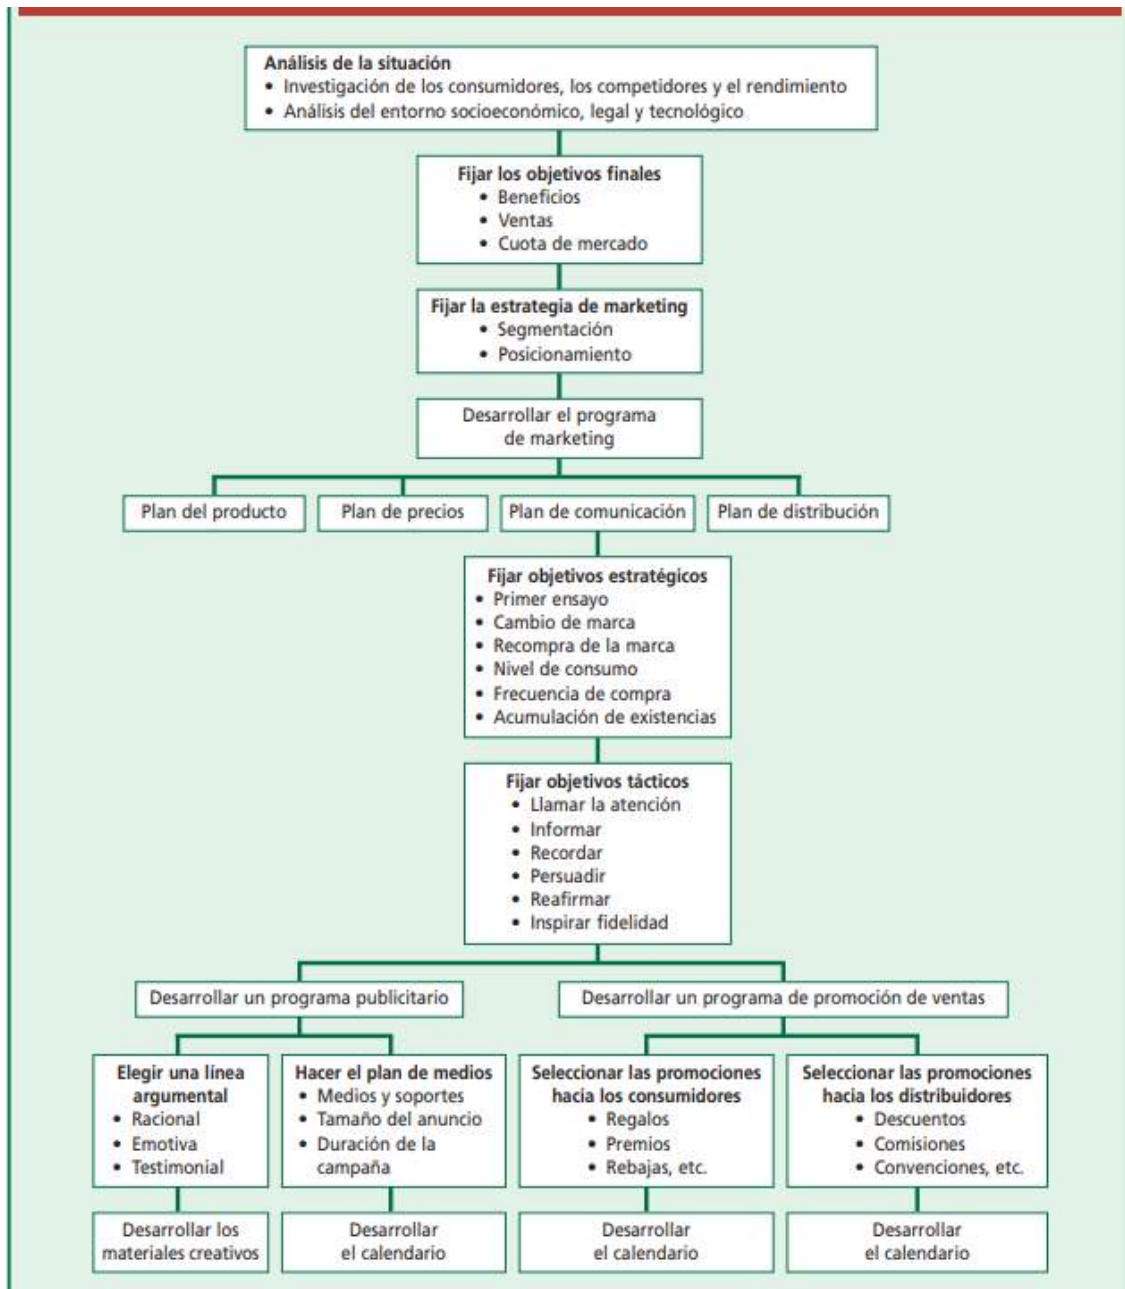 Análisis de la situación
• Investigación de los consumidores, los competidores y el rendimiento
• Análisis del entorno socioeconómico, legal y tecnológico
Fijar los objetivos finales
• Beneficios
• Ventas
• Cuota de mercado
Fijar la estrategia de marketing
• Segmentación
• Posicionamiento
Desarrollar el programa
de marketing
Plan del producto
Plan de precios
Plan de comunicación
Plan de distribución
Fijar objetivos estratégicos
• Primer ensayo
• Cambio de marca
• Recompra de la marca
• Nivel de consumo
• Frecuencia de compra
• Acumulación de existencias
Fijar objetivos tácticos
• Llamar la atención
• Informar
• Recordar
• Persuadir
• Reafirmar
• Inspirar fidelidad
Desarrollar un programa publicitario
Desarrollar un programa de promoción de ventas
Elegir una línea
argumental
• Racional
• Emotiva
• Testimonial
Hacer el plan de medios
• Medios y soportes
• Tamaño del anuncio
• Duración de la
campaña
Seleccionar las promociones
hacia los consumidores
• Regalos
• Premios
• Rebajas, etc.
Seleccionar las promociones
hacia los distribuidores
• Descuentos
• Comisiones
• Convenciones, etc.
Desarrollar los
materiales creativos
Desarrollar
el calendario
Desarrollar
el calendario
Desarrollar
el calendario